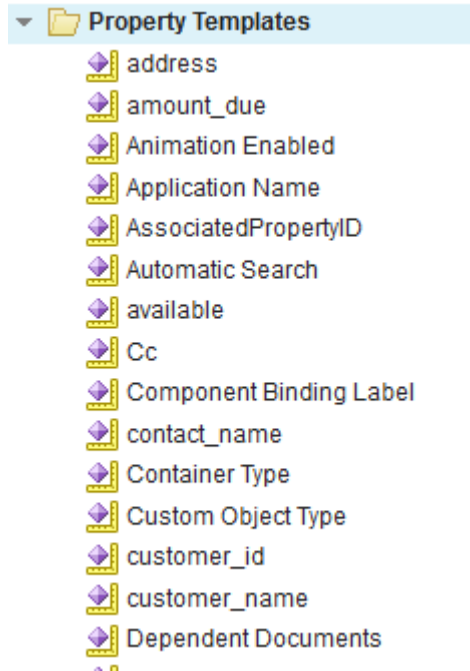 Property Templates
address
amount_due
Animation Enabled
Application Name
AssociatedPropertyID
Automatic Search
available
Cc
Component Binding Label
contact_name
Container Type
Custom Object Type
customer_id
customer_name
Dependent Documents